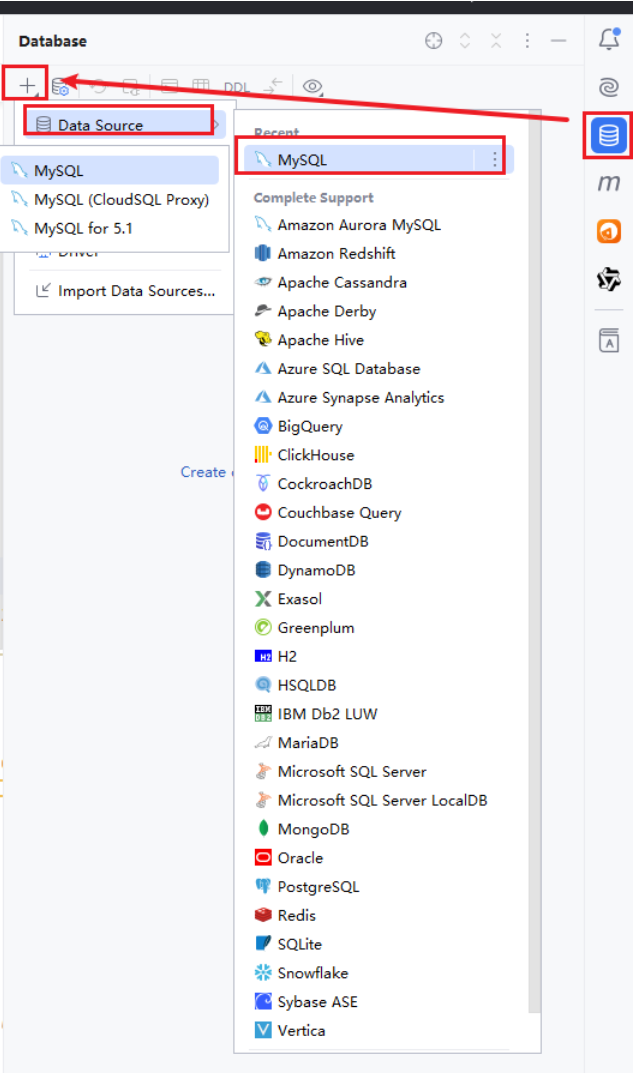 Database
DDL
Data Source
MySQL
MySQL (CloudSQL Proxy)
MySQL for 5.1
Driver
Import Data Sources...
Create
Recent
MySQL
Complete Support
Amazon Aurora MySQL
Amazon Redshift
Apache Cassandra
Apache Derby
Apache Hive
Azure SQL Database
Azure Synapse Analytics
BigQuery
ClickHouse
CockroachDB
Couchbase Query
DocumentDB
DynamoDB
Exasol
Greenplum
H2
HSQLDB
IBM Db2 LUW
MariaDB
Microsoft SQL Server
Microsoft SQL Server LocalDB
MongoDB
Oracle
PostgreSQL
Redis
SQLite
Snowflake
Sybase ASE
Vertica
m
A